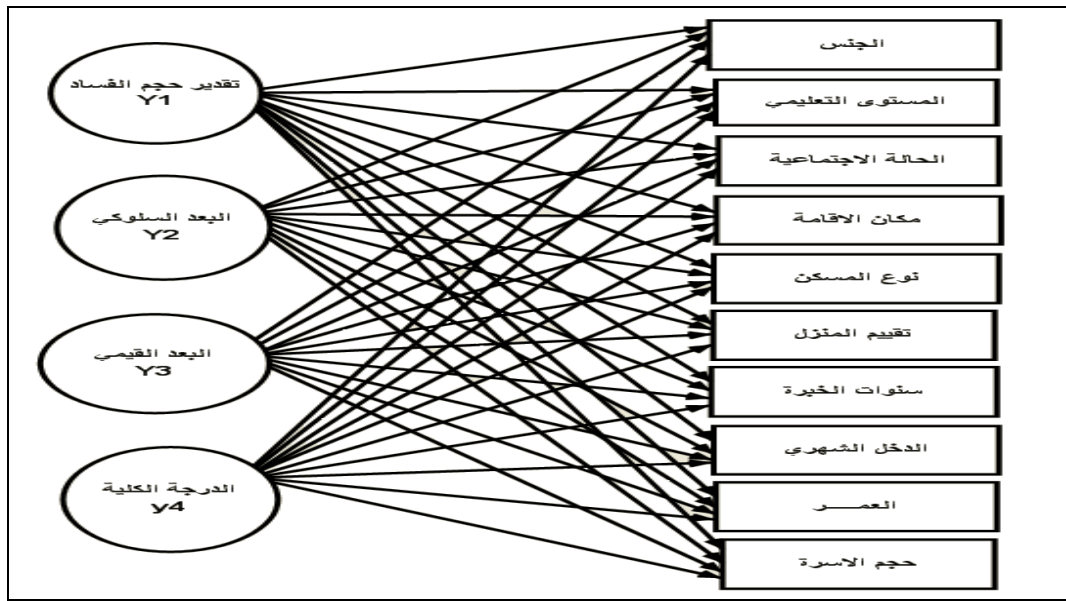 تقدير حجم الفساد
Y1
البعد السلوكي
Y2
البعد القيمي
Y3
الدرجة الكلية
y4
الجنس
المستوى التعليمي
الحالة الاجتماعية
مكان الاقامة
نوع المسكن
تقييم المنزل
سنوات الخبرة
الدخل الشهري
العمـــــر
حجم الاسرة